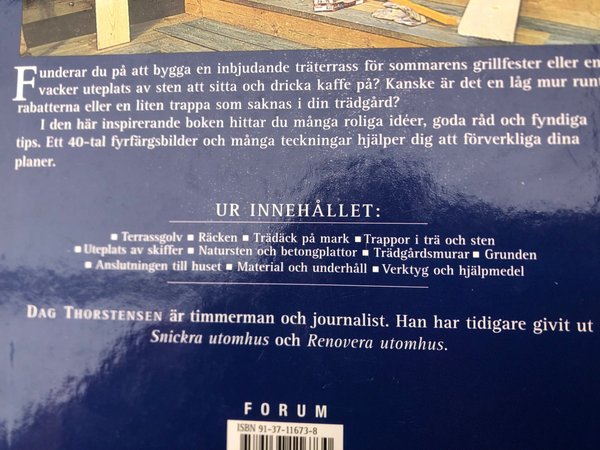 Funderar du på att bygga en inbjudande träterrass för sommarens grillfester eller en
vacker uteplats av sten att sitta och dricka kaffe på? Kanske är det en låg mur runt
rabatterna eller en liten trappa som saknas i din trädgård?
I den här inspirerande boken hittar du många roliga idéer, goda råd och fyndiga
tips. Ett 40-tal fyrfärgsbilder och många teckningar hjälper dig att förverkliga dina
planer.
UR INNEHÅLLET:
▪ Terrassgolv ▪ Räcken ▪ Trädäck på mark ▪ Trappor i trä och sten
▪ Uteplats av skiffer ▪ Natursten och betongplattor ▪ Trädgårdsmurar ▪ Grunden
▪ Anslutningen till huset ▪ Material och underhåll ▪ Verktyg och hjälpmedel
DAG THORSTENSEN är timmerman och journalist. Han har tidigare givit ut
Snickra utomhus och Renovera utomhus.
FORUM
ISBN 91-37-11673-8